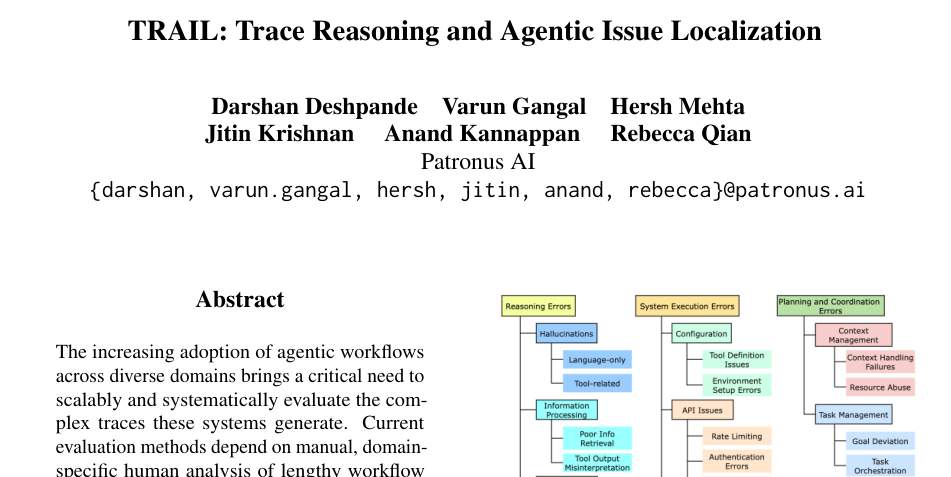 TRAIL: Trace Reasoning and Agentic Issue Localization
Darshan Deshpande Varun Gangal Hersh Mehta
Jitin Krishnan Anand Kannappan Rebecca Qian
Patronus AI
{darshan, varun.gangal, hersh, jitin, anand, rebecca}@patronus.ai
Abstract
The increasing adoption of agentic workflows
across diverse domains brings a critical need to
scalably and systematically evaluate the com-
plex traces these systems generate. Current
evaluation methods depend on manual, domain-
specific human analysis of lengthy workflow
Reasoning Errors
Hallucinations
Language-only
Tool-related
Information
Processing
Poor Info
Retrieval
Tool Output
Misinterpretation
System Execution Errors
Configuration
Tool Definition
Issues
Environment
Setup Errors
API Issues
Rate Limiting
Authentication
Errors
Planning and Coordination
Errors
Context
Management
Context Handling
Failures
Resource Abuse
Task Management
Goal Deviation
Task
Orchestration